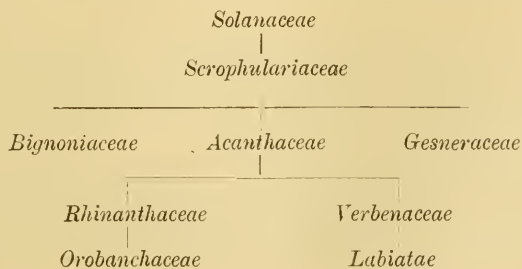 Solanaceae
Scrophulariaceae
Bignoniaceae Acanthaceae Gesneraceae
Rhinanthaceae Verbenaceae
Orobanchaceae Labiatae